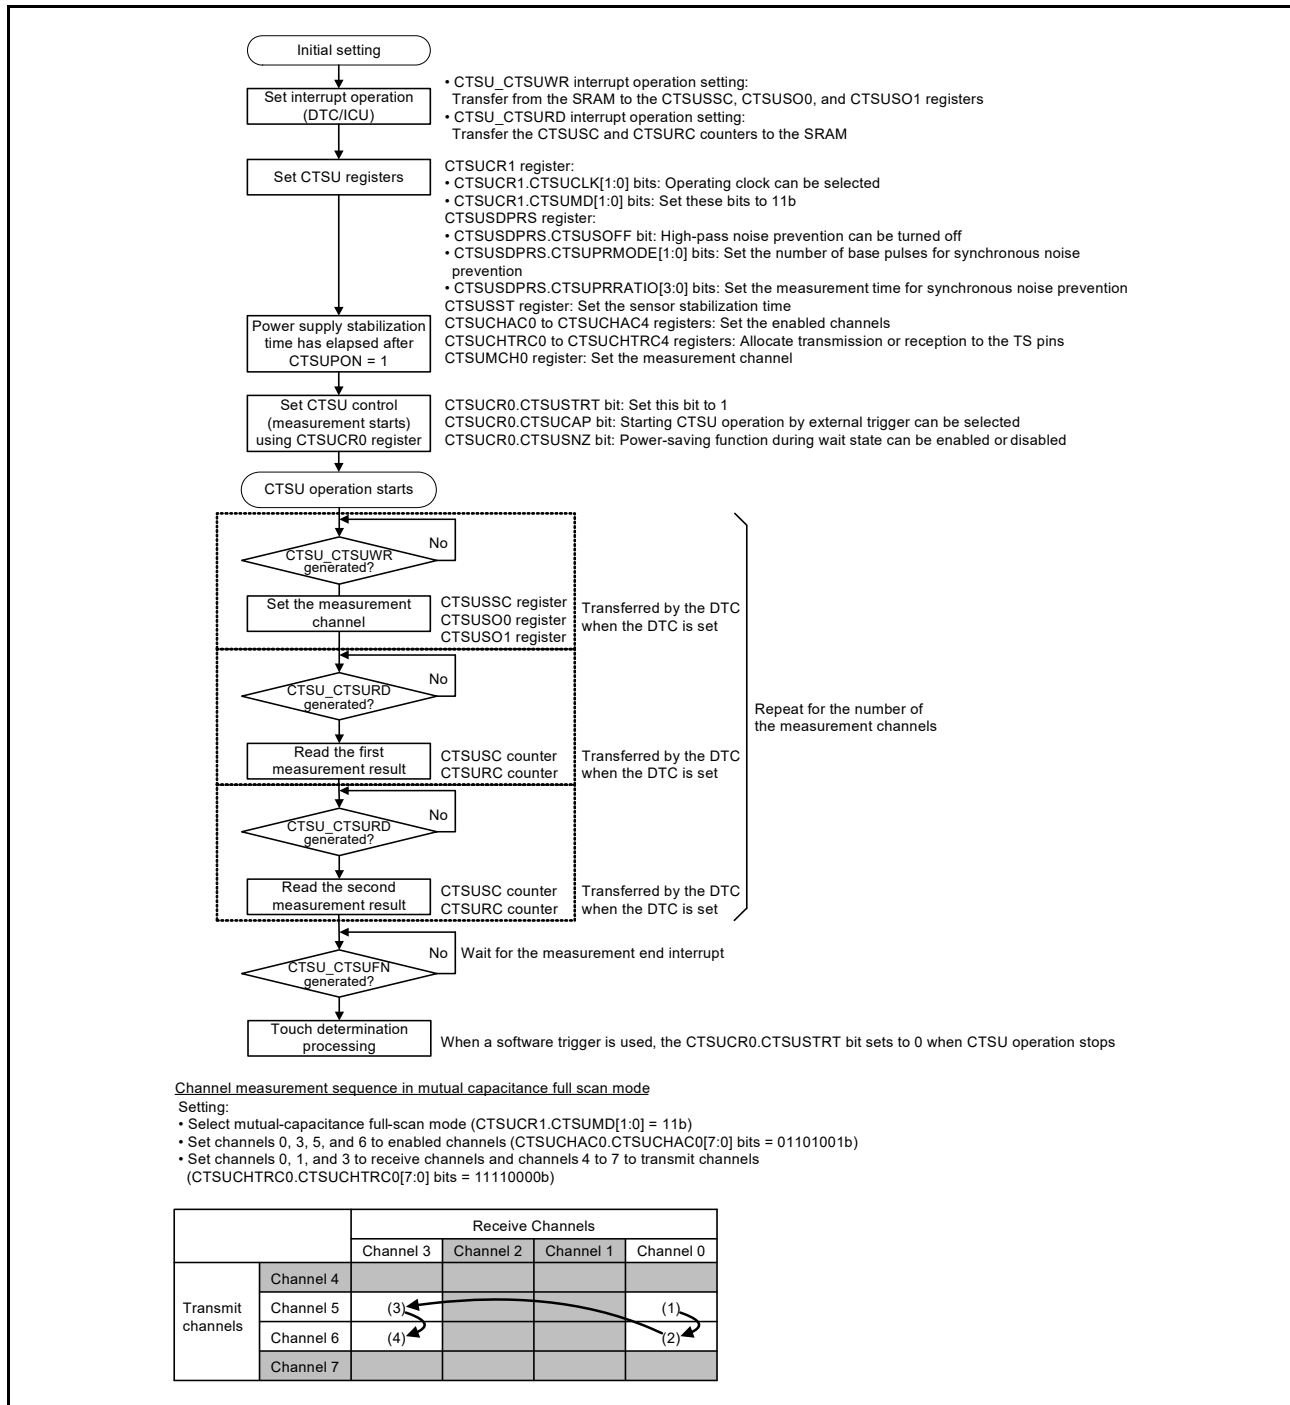 Initial setting
Set interrupt operation
(DTC/ICU)
• CTSU_CTSUWR interrupt operation setting:
Transfer from the SRAM to the CTSUSSC, CTSUSO0, and CTSUSO1 registers
• CTSU_CTSURD interrupt operation setting:
Transfer the CTSUSC and CTSURC counters to the SRAM
Set CTSU registers
CTSUCR1 register:
• CTSUCR1.CTSUCLK[1:0] bits: Operating clock can be selected
• CTSUCR1.CTSUMD[1:0] bits: Set these bits to 11b
CTSUSDPRS register:
• CTSUSDPRS.CTSUSOFF bit: High-pass noise prevention can be turned off
• CTSUSDPRS.CTSUPRMODE[1:0] bits: Set the number of base pulses for synchronous noise
prevention
• CTSUSDPRS.CTSUPRRATIO[3:0] bits: Set the measurement time for synchronous noise prevention
CTSUSST register: Set the sensor stabilization time
CTSUCHAC0 to CTSUCHAC4 registers: Set the enabled channels
CTSUCHTRC0 to CTSUCHTRC4 registers: Allocate transmission or reception to the TS pins
CTSUMCH0 register: Set the measurement channel
Power supply stabilization
time has elapsed after
CTSUPON = 1
Set CTSU control
(measurement starts)
using CTSUCR0 register
CTSUCR0.CTSUSTRT bit: Set this bit to 1
CTSUCR0.CTSUCAP bit: Starting CTSU operation by external trigger can be selected
CTSUCR0.CTSUSNZ bit: Power-saving function during wait state can be enabled or disabled
CTSU operation starts
No
CTSU_CTSUWR
generated?
Set the measurement
channel
CTSUSSC register
CTSUSO0 register
CTSUSO1 register
Transferred by the DTC
when the DTC is set
No
CTSU_CTSURD
generated?
Read the first
measurement result
CTSUSC counter
CTSURC counter
Transferred by the DTC
when the DTC is set
Repeat for the number of
the measurement channels
No
CTSU_CTSURD
generated?
Read the second
measurement result
CTSUSC counter
CTSURC counter
Transferred by the DTC
when the DTC is set
No
Wait for the measurement end interrupt
CTSU_CTSUFN
generated?
Touch determination
processing
When a software trigger is used, the CTSUCR0.CTSUSTRT bit sets to 0 when CTSU operation stops
Channel measurement sequence in mutual capacitance full scan mode
Setting:
• Select mutual-capacitance full-scan mode (CTSUCR1.CTSUMD[1:0] = 11b)
• Set channels 0, 3, 5, and 6 to enabled channels (CTSUCHAC0.CTSUCHAC0[7:0] bits = 01101001b)
• Set channels 0, 1, and 3 to receive channels and channels 4 to 7 to transmit channels
(CTSUCHTRC0.CTSUCHTRC0[7:0] bits = 11110000b)
Receive Channels
Channel 3 Channel 2 Channel 1 Channel 0
Transmit
channels
Channel 4
Channel 5 (3) (1)
Channel 6 (4) (2)
Channel 7